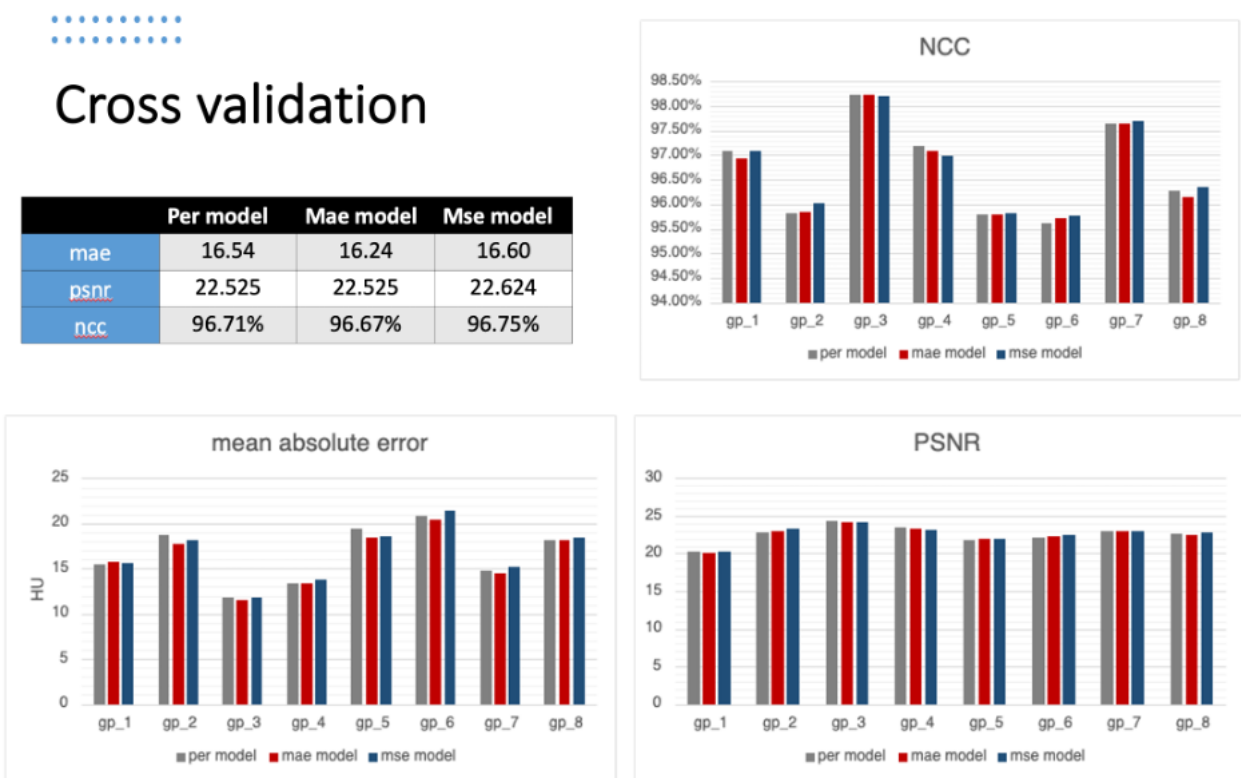 Cross validation
Per model Mae model Mse model
mae 16.54 16.24 16.60
psnr 22.525 22.525 22.624
ncc 96.71% 96.67% 96.75%
NCC
98.50%
98.00%
97.50%
97.00%
96.50%
96.00%
95.50%
95.00%
94.50%
94.00%
gp_1 gp_2 gp_3 gp_4 gp_5 gp_6 gp_7 gp_8
per model mae model mse model
mean absolute error
HU
25
20
15
10
5
0
gp_1 gp_2 gp_3 gp_4 gp_5 gp_6 gp_7 gp_8
per model mae model mse model
PSNR
30
25
20
15
10
5
0
gp_1 gp_2 gp_3 gp_4 gp_5 gp_6 gp_7 gp_8
per model mae model mse model